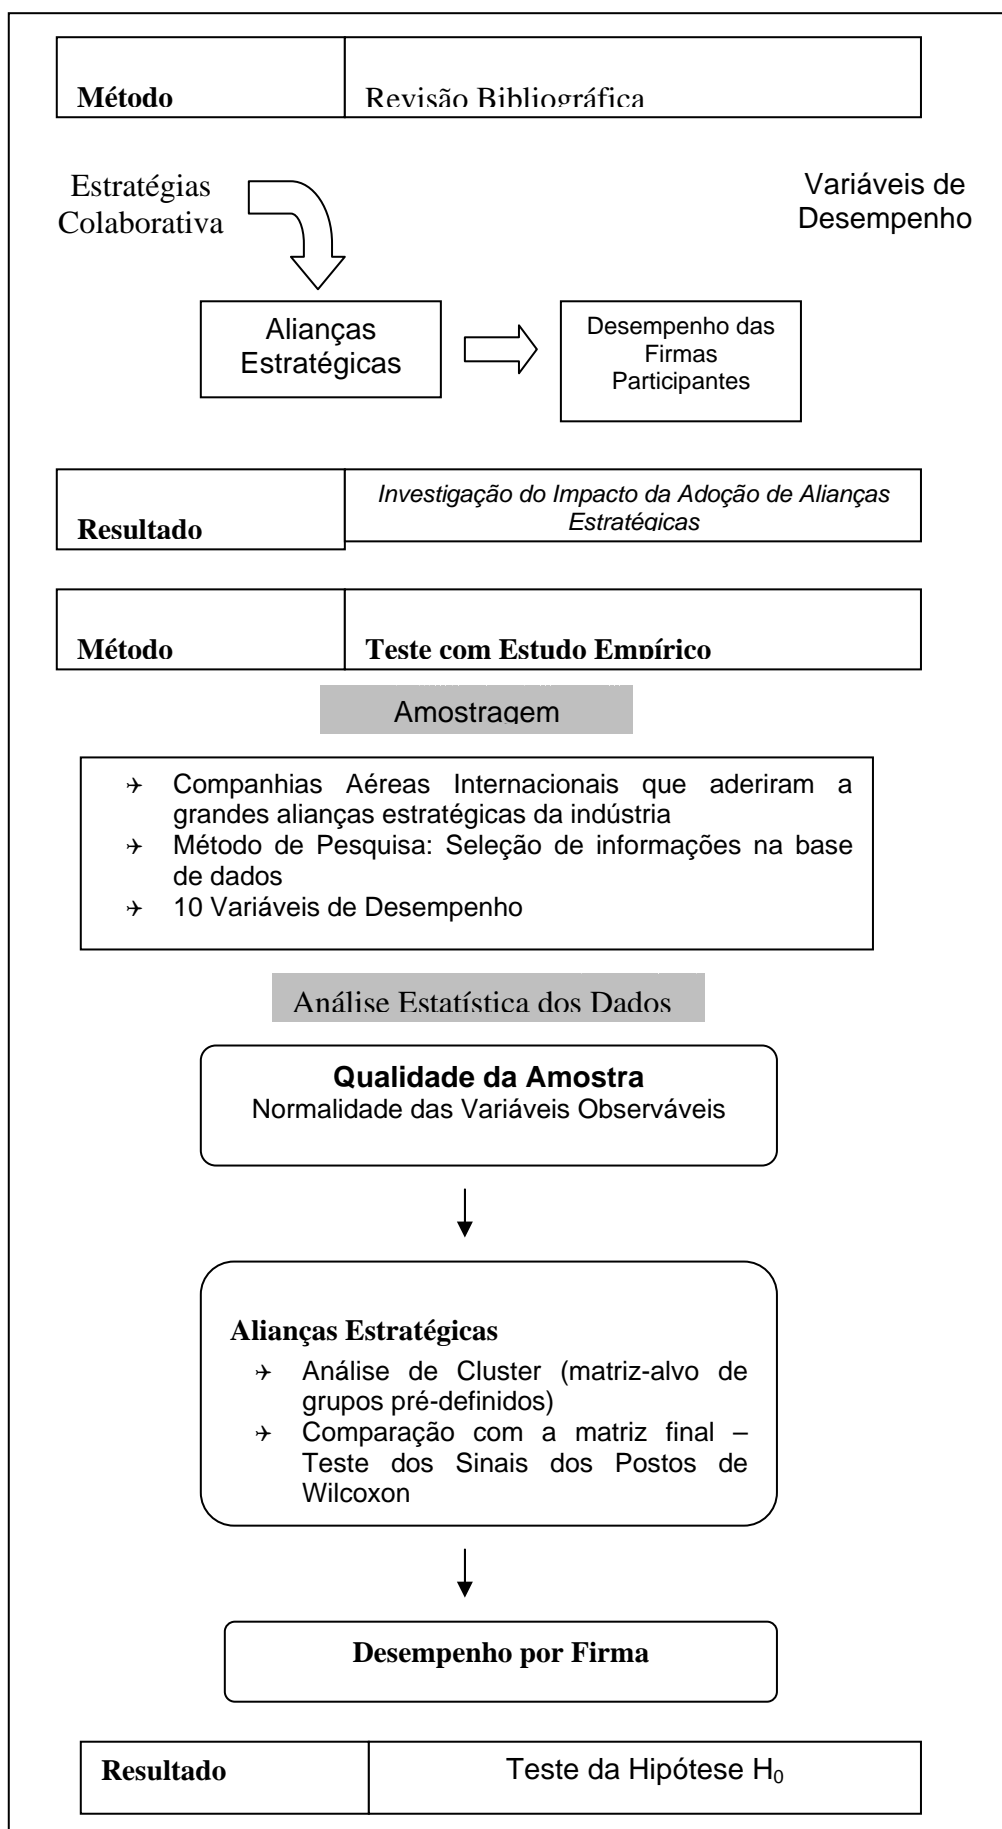 Método Revisão Bibliográfica
Estratégias
Colaborativa
Variáveis de
Desempenho
Alianças
Estratégicas
Desempenho das
Firmas
Participantes
Resultado
Investigação do Impacto da Adoção de Alianças
Estratégicas
Método Teste com Estudo Empírico
Amostragem
Companhias Aéreas Internacionais que aderiram a
grandes alianças estratégicas da indústria
Método de Pesquisa: Seleção de informações na base
de dados
10 Variáveis de Desempenho
Análise Estatística dos Dados
Qualidade da Amostra
Normalidade das Variáveis Observáveis
Alianças Estratégicas
Análise de Cluster (matriz-alvo de
grupos pré-definidos)
Comparação com a matriz final –
Teste dos Sinais dos Postos de
Wilcoxon
Desempenho por Firma
Resultado Teste da Hipótese H₀